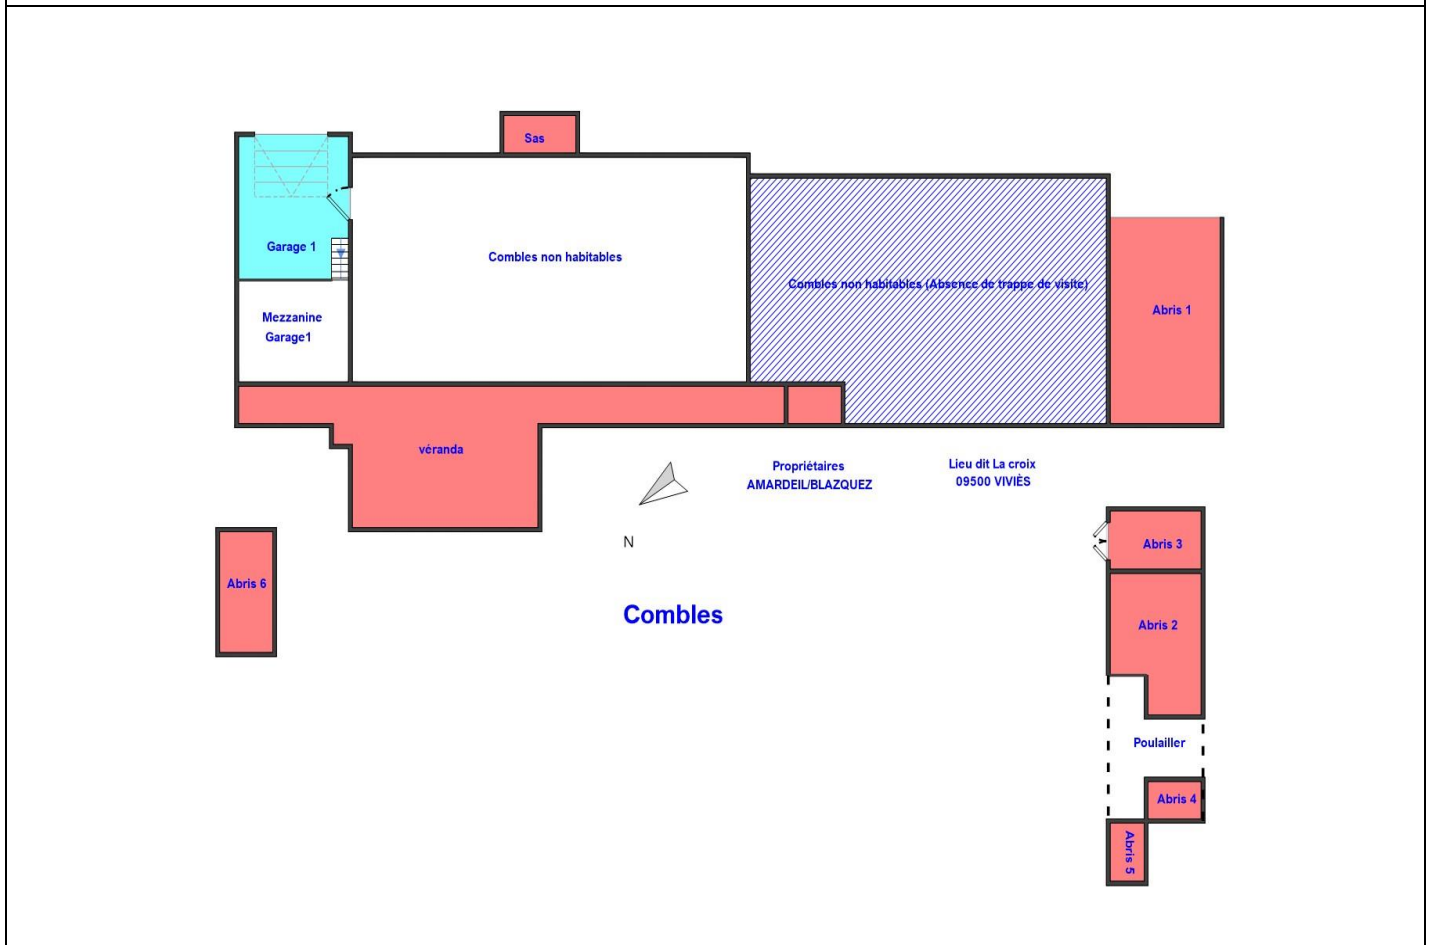 Sas
Garage 1
Combles non habitables
Combles non habitables (Absence de trappe de visite)
Abris 1
Mezzanine
Garage1
véranda
Propriétaires
AMARDEIL/BLAZQUEZ
Lieu dit La croix
09500 VIVIÈS
N
Abris 3
Abris 6
Combles
Abris 2
Poulailler
Abris 4
Abris 5